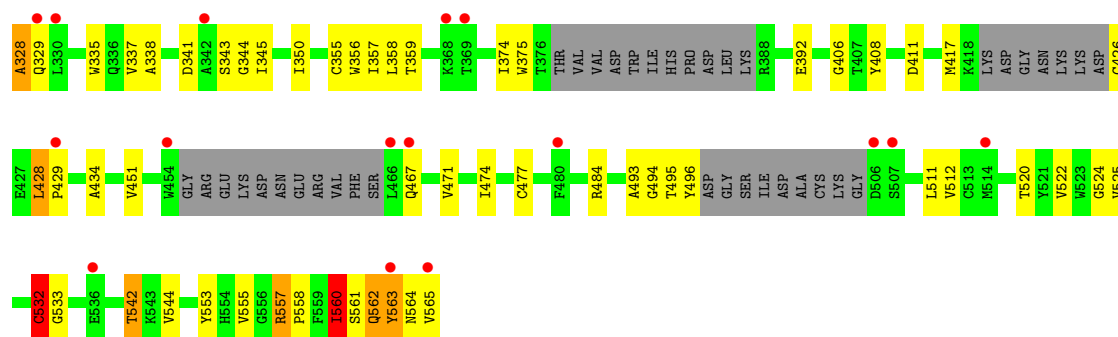 A328 Q329 L330 W335 Q336 V337 A338 D341 A342 S343 G344 I345 I350 C355 W356 I357 L358 T359 K368 T369 I374 W375 T376 THR VAL VAL ASP TRP ILE HIS PRO ASP LEU LYS R388 E392 G406 T407 Y408 D411 M417 K418 LYS ASP GLY ASN LYS LYS ASP
E427 L428 P429 A434 V451 W454 GLY ARG GLU LYS ASP ASN GLU ARG VAL PHE SER L466 Q467 V471 I474 C477 F480 R484 A493 G494 T495 Y496 ASP GLY SER ILE ASP ALA CYS LYS GLY D506 S507 L511 V512 C513 M514 T520 Y521 V522 W523 G524
C532 G533 E536 T542 K543 V544 Y553 H554 V555 G556 R557 P558 F559 I560 S561 Q562 Y563 N564 V565